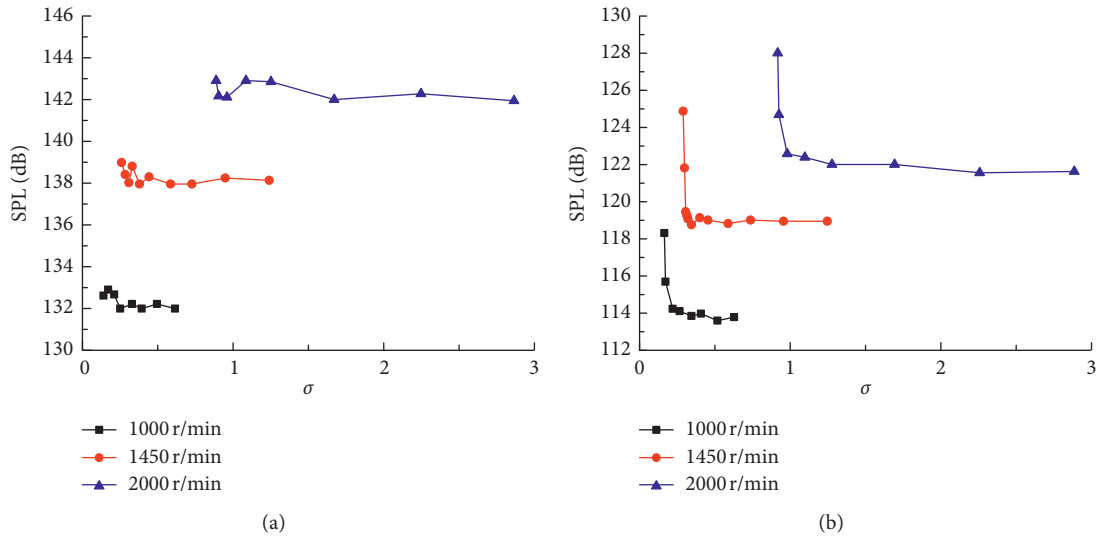 146
144
142
140
138
136
134
132
130
SPL (dB)
0
1
2
3
σ
1000 r/min
1450 r/min
2000 r/min
(a)
130
128
126
124
122
120
118
116
114
112
SPL (dB)
0
1
2
3
σ
1000 r/min
1450 r/min
2000 r/min
(b)